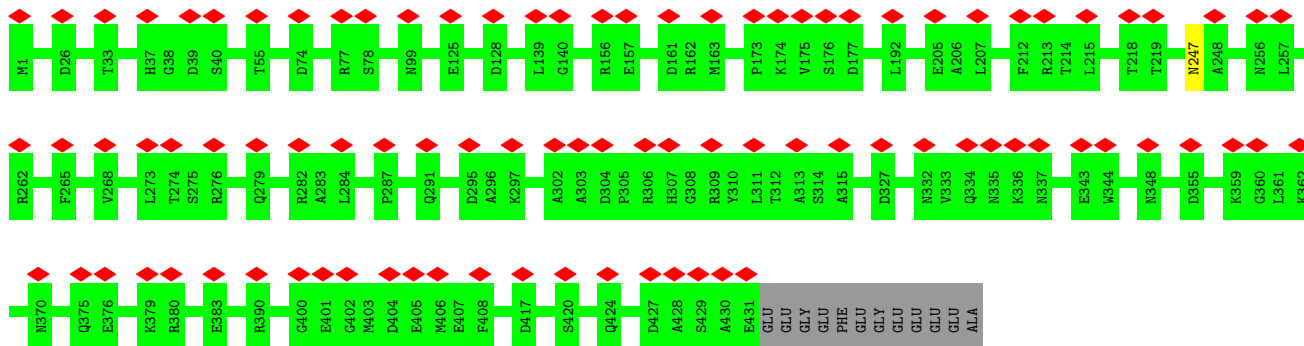 M1 D26 T33 H37 G38 D39 S40 T55 D74 R77 S78 N99 E125 D128 L139 G140 R156 E157 D161 R162 M163 P173 K174 V175 S176 D177 L192 E205 A206 L207 F212 R213 T214 L215 T218 T219 N247 A248 N256 L257
R262 F265 V268 L273 T274 S275 R276 Q279 R282 A283 L284 P287 Q291 D295 A296 K297 A302 A303 D304 P305 R306 H307 G308 R309 Y310 L311 T312 A313 S314 A315 D327 N332 V333 Q334 N335 K336 N337 E343 W344 N348 D355 K359 G360 L361 K362
N370 Q375 E376 K379 R380 E383 R390 G400 E401 G402 M403 D404 E405 M406 E407 F408 D417 S420 Q424 D427 A428 S429 A430 E431 GLU GLU GLY GLU PHE GLU GLY GLU GLU GLU GLU ALA